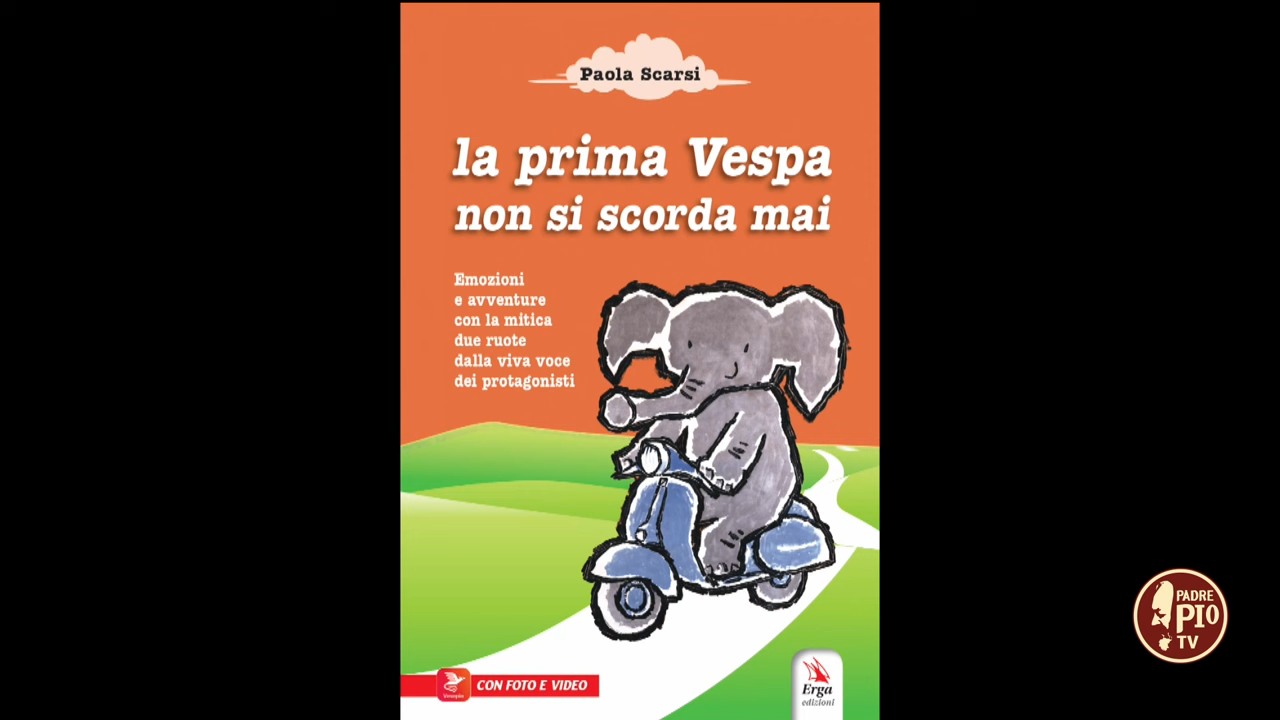 Paola Scarsi
la prima Vespa
non si scorda mai
Emozioni
e avventure
con la mitica
due ruote
dalla viva voce
dei protagonisti
CON FOTO E VIDEO
Erga
edizioni
PADRE
PIO
TV